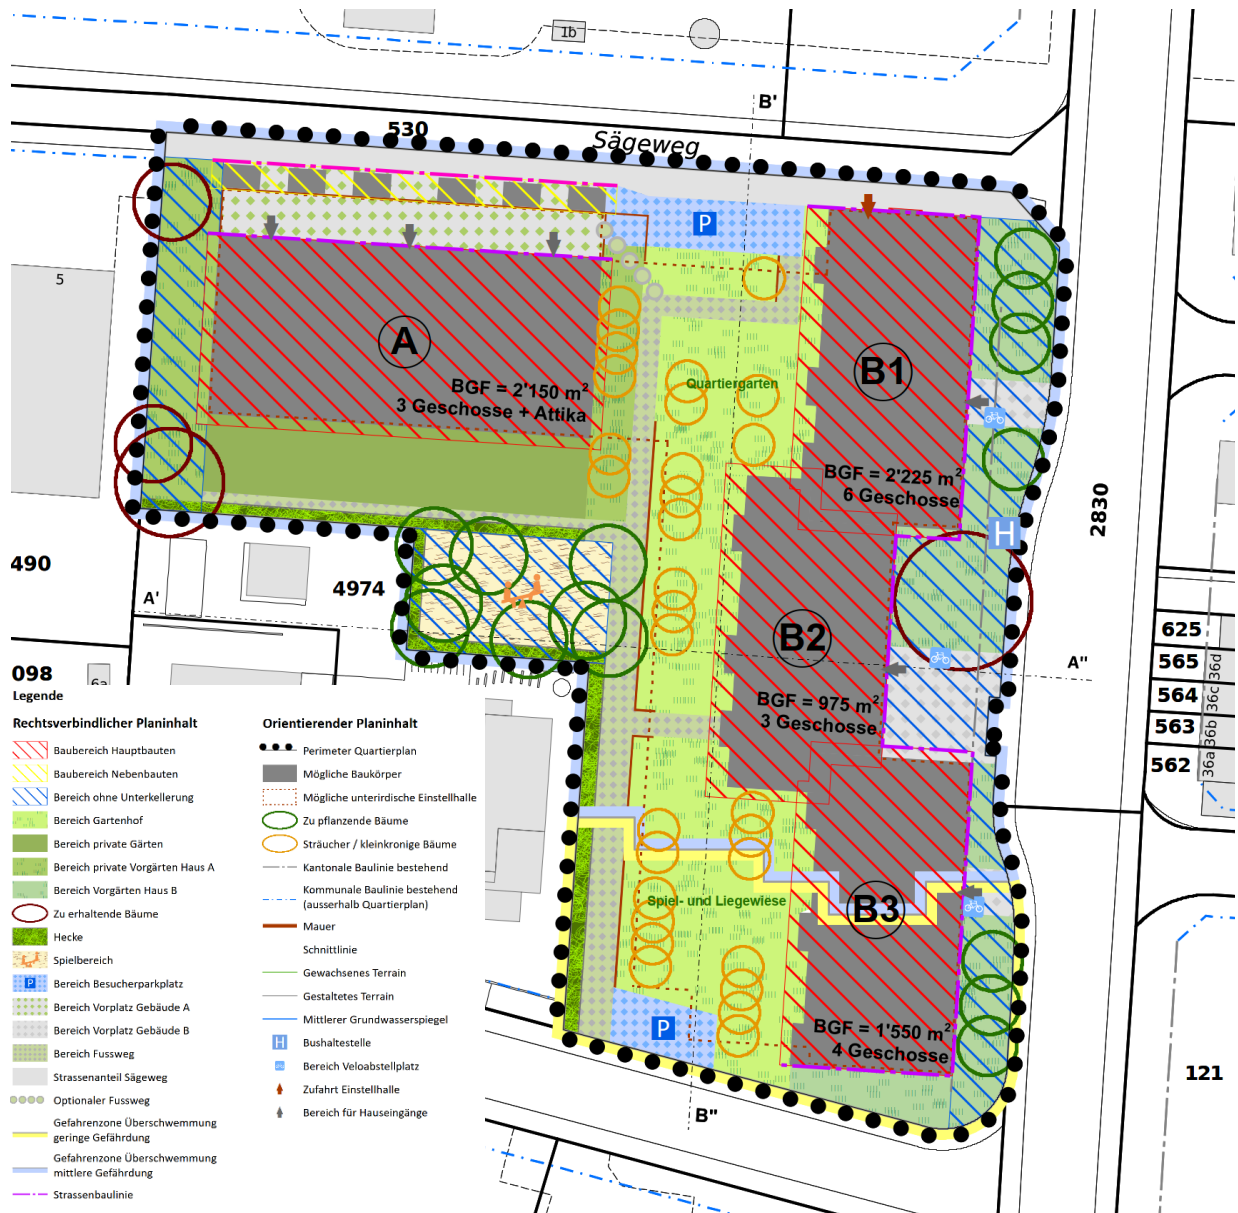 1b
B'
530
Sägeweg
5
P
A
BGF = 2'150 m²
3 Geschosse + Attika
B1
Quartiergarten
BGF = 2'225 m²
6 Geschosse
2830
H
490
4974
A'
B2
A''
625
565
564
563
562
36d
36c
36b
36a
098
6a
BGF = 975 m²
3 Geschosse
Spiel- und Liegewiese
B3
P
BGF = 1'550 m²
4 Geschosse
121
B''
Legende
Rechtsverbindlicher Planinhalt
Baubereich Hauptbauten
Baubereich Nebenbauten
Bereich ohne Unterkellerung
Bereich Gartenhof
Bereich private Gärten
Bereich private Vorgärten Haus A
Bereich Vorgärten Haus B
Zu erhaltende Bäume
Hecke
Spielbereich
P Bereich Besucherparkplatz
Bereich Vorplatz Gebäude A
Bereich Vorplatz Gebäude B
Bereich Fussweg
Strassenanteil Sägeweg
Optionaler Fussweg
Gefahrenzone Überschwemmung
geringe Gefährdung
Gefahrenzone Überschwemmung
mittlere Gefährdung
Strassenbaulinie
Orientierender Planinhalt
Perimeter Quartierplan
Mögliche Baukörper
Mögliche unterirdische Einstellhalle
Zu pflanzende Bäume
Sträucher / kleinkronige Bäume
Kantonale Baulinie bestehend
Kommunale Baulinie bestehend
(ausserhalb Quartierplan)
Mauer
Schnittlinie
Gewachsenes Terrain
Gestaltetes Terrain
Mittlerer Grundwasserspiegel
H Bushaltestelle
Bereich Veloabstellplatz
Zufahrt Einstellhalle
Bereich für Hauseingänge